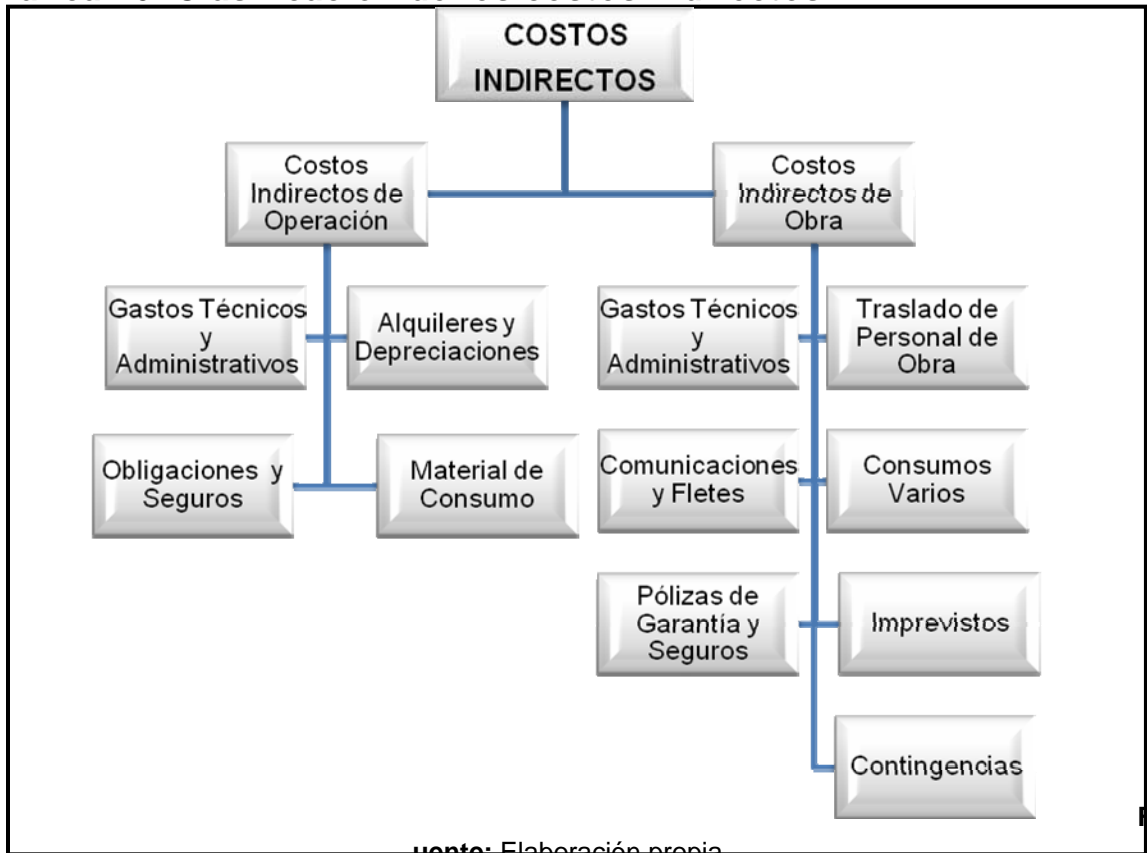 COSTOS
INDIRECTOS
Costos
Indirectos de
Operación
Costos
Indirectos de
Obra
Gastos Técnicos
y
Administrativos
Alquileres y
Depreciaciones
Obligaciones y
Seguros
Material de
Consumo
Gastos Técnicos
y
Administrativos
Traslado de
Personal de
Obra
Comunicaciones
y Fletes
Consumos
Varios
Pólizas de
Garantía y
Seguros
Imprevistos
Contingencias
F
uente: Elaboración propia